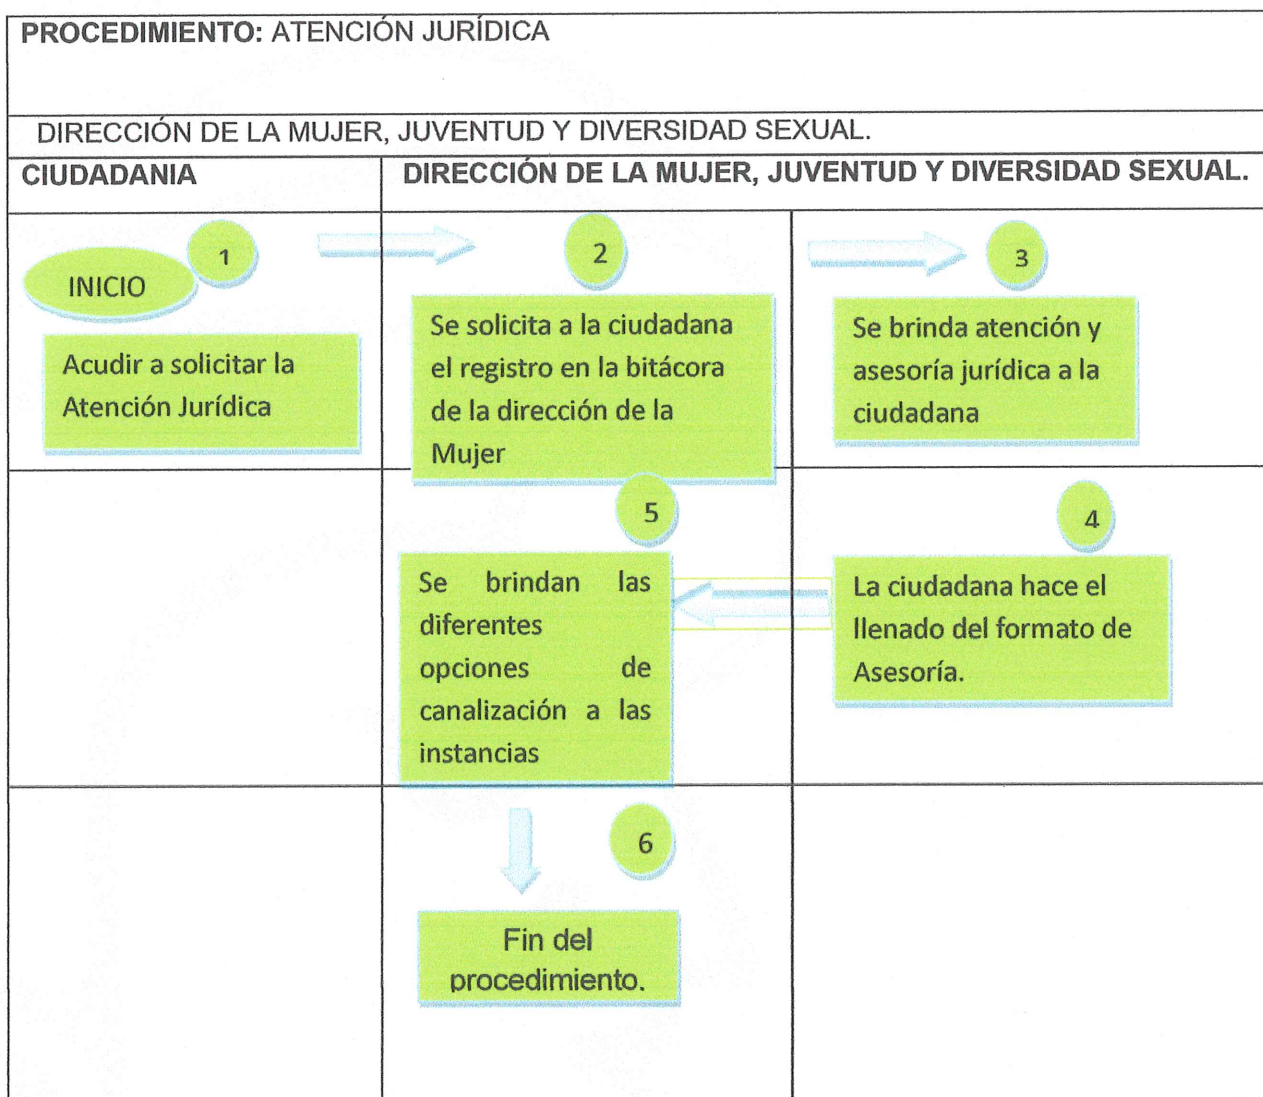 PROCEDIMIENTO: ATENCIÓN JURÍDICA
DIRECCIÓN DE LA MUJER, JUVENTUD Y DIVERSIDAD SEXUAL.
CIUDADANIA
DIRECCIÓN DE LA MUJER, JUVENTUD Y DIVERSIDAD SEXUAL.
INICIO
1
Acudir a solicitar la
Atención Jurídica
2
Se solicita a la ciudadana
el registro en la bitácora
de la dirección de la
Mujer
3
Se brinda atención y
asesoría jurídica a la
ciudadana
4
La ciudadana hace el
llenado del formato de
Asesoría.
5
Se brindan las
diferentes
opciones de
canalización a las
instancias
6
Fin del
procedimiento.